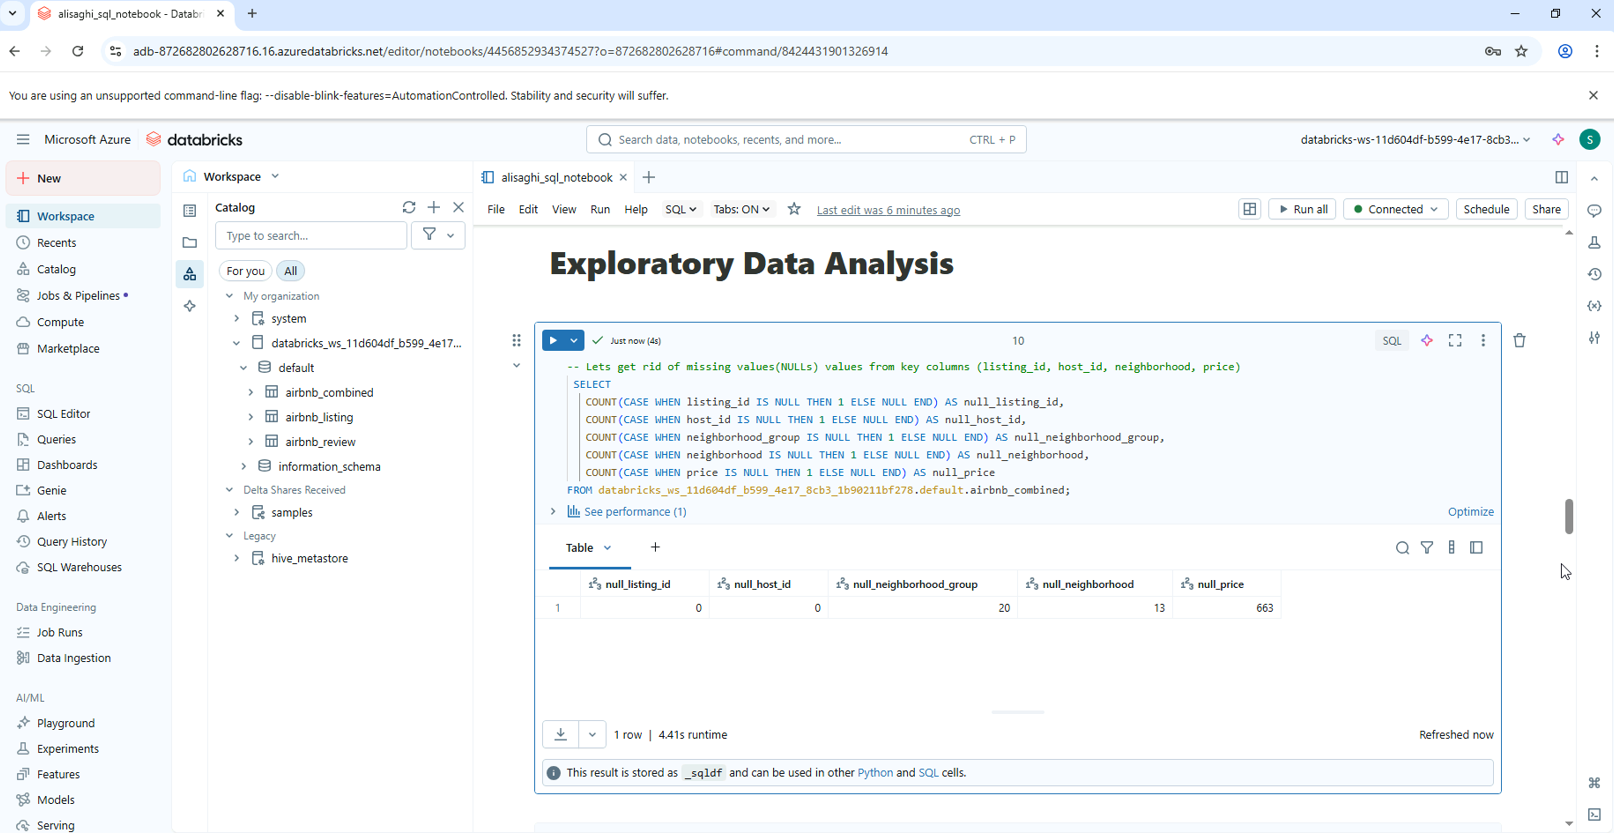 alisaghi_sql_notebook - Databri
adb-872682802628716.16.azuredatabricks.net/editor/notebooks/4456852934374527?o=872682802628716#command/8424431901326914
You are using an unsupported command-line flag: --disable-blink-features=AutomationControlled. Stability and security will suffer.
Microsoft Azure
databricks
Search data, notebooks, recents, and more...
CTRL + P
databricks-ws-11d604df-b599-4e17-8cb3...
S
New
Workspace
Recents
Catalog
Jobs & Pipelines
Compute
Marketplace
SQL
SQL Editor
Queries
Dashboards
Genie
Alerts
Query History
SQL Warehouses
Data Engineering
Job Runs
Data Ingestion
AI/ML
Playground
Experiments
Features
Models
Serving
Workspace
Catalog
Type to search...
For you
All
My organization
system
databricks_ws_11d604df_b599_4e17...
default
airbnb_combined
airbnb_listing
airbnb_review
information_schema
Delta Shares Received
samples
Legacy
hive_metastore
alisaghi_sql_notebook
File Edit View Run Help SQL Tabs: ON Last edit was 6 minutes ago
Run all
Connected
Schedule
Share
Exploratory Data Analysis
Just now (4s)
10
SQL
-- Lets get rid of missing values(NULLs) values from key columns (listing_id, host_id, neighborhood, price)
SELECT
COUNT(CASE WHEN listing_id IS NULL THEN 1 ELSE NULL END) AS null_listing_id,
COUNT(CASE WHEN host_id IS NULL THEN 1 ELSE NULL END) AS null_host_id,
COUNT(CASE WHEN neighborhood_group IS NULL THEN 1 ELSE NULL END) AS null_neighborhood_group,
COUNT(CASE WHEN neighborhood IS NULL THEN 1 ELSE NULL END) AS null_neighborhood,
COUNT(CASE WHEN price IS NULL THEN 1 ELSE NULL END) AS null_price
FROM databricks_ws_11d604df_b599_4e17_8cb3_1b90211bf278.default.airbnb_combined;
See performance (1)
Optimize
Table
null_listing_id null_host_id null_neighborhood_group null_neighborhood null_price
1 0 0 20 13 663
1 row | 4.41s runtime
Refreshed now
This result is stored as _sqldf and can be used in other Python and SQL cells.